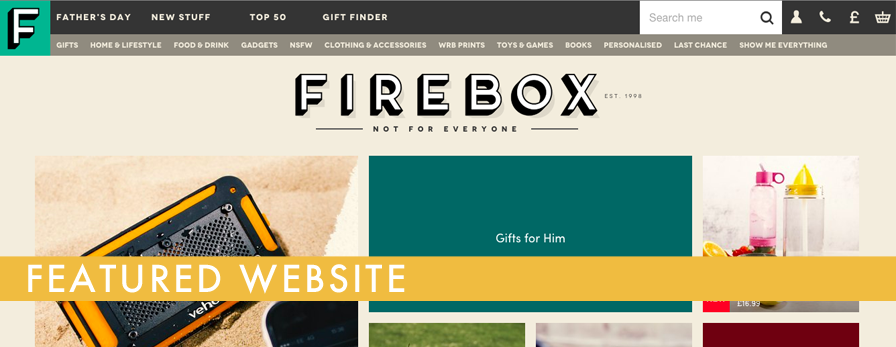 F
FATHER'S DAY NEW STUFF TOP 50 GIFT FINDER
Search me
£
GIFTS HOME & LIFESTYLE FOOD & DRINK GADGETS NSFW CLOTHING & ACCESSORIES WRB PRINTS TOYS & GAMES BOOKS PERSONALISED LAST CHANCE SHOW ME EVERYTHING
FIREBOX
EST. 1998
NOT FOR EVERYONE
Gifts for Him
FEATURED WEBSITE
£16.99